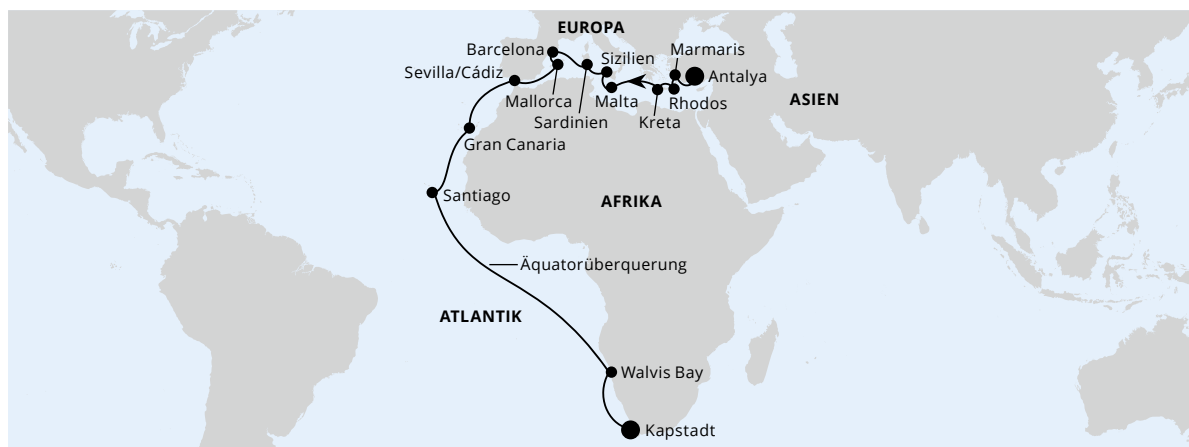 EUROPA
Barcelona
Sizilien
Marmaris
Sevilla/Cádiz
Antalya
Mallorca
Malta
Rhodos
ASIEN
Sardinien
Kreta
Gran Canaria
Santiago
AFRIKA
Äquatorüberquerung
ATLANTIK
Walvis Bay
Kapstadt